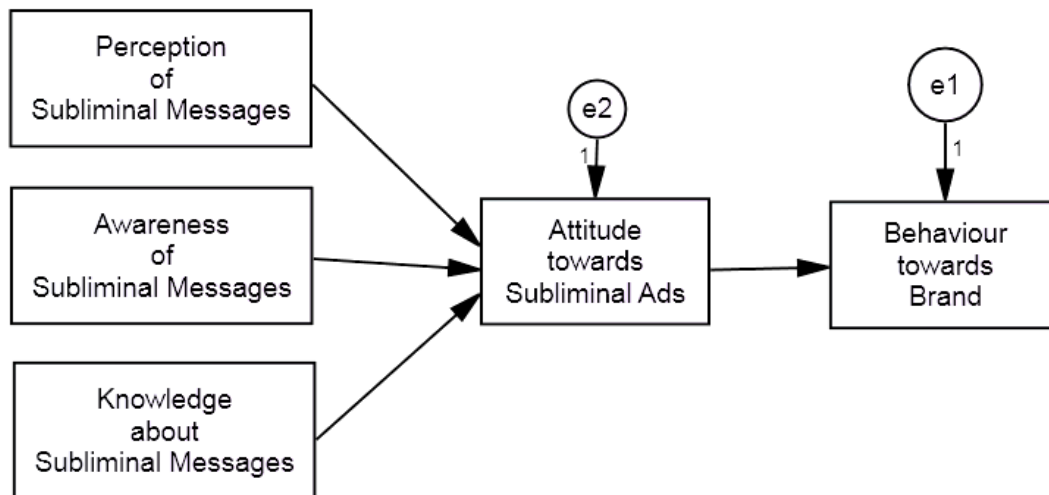 Perception
of
Subliminal Messages
Awareness
of
Subliminal Messages
Knowledge
about
Subliminal Messages
e2
1
Attitude
towards
Subliminal Ads
e1
1
Behaviour
towards
Brand